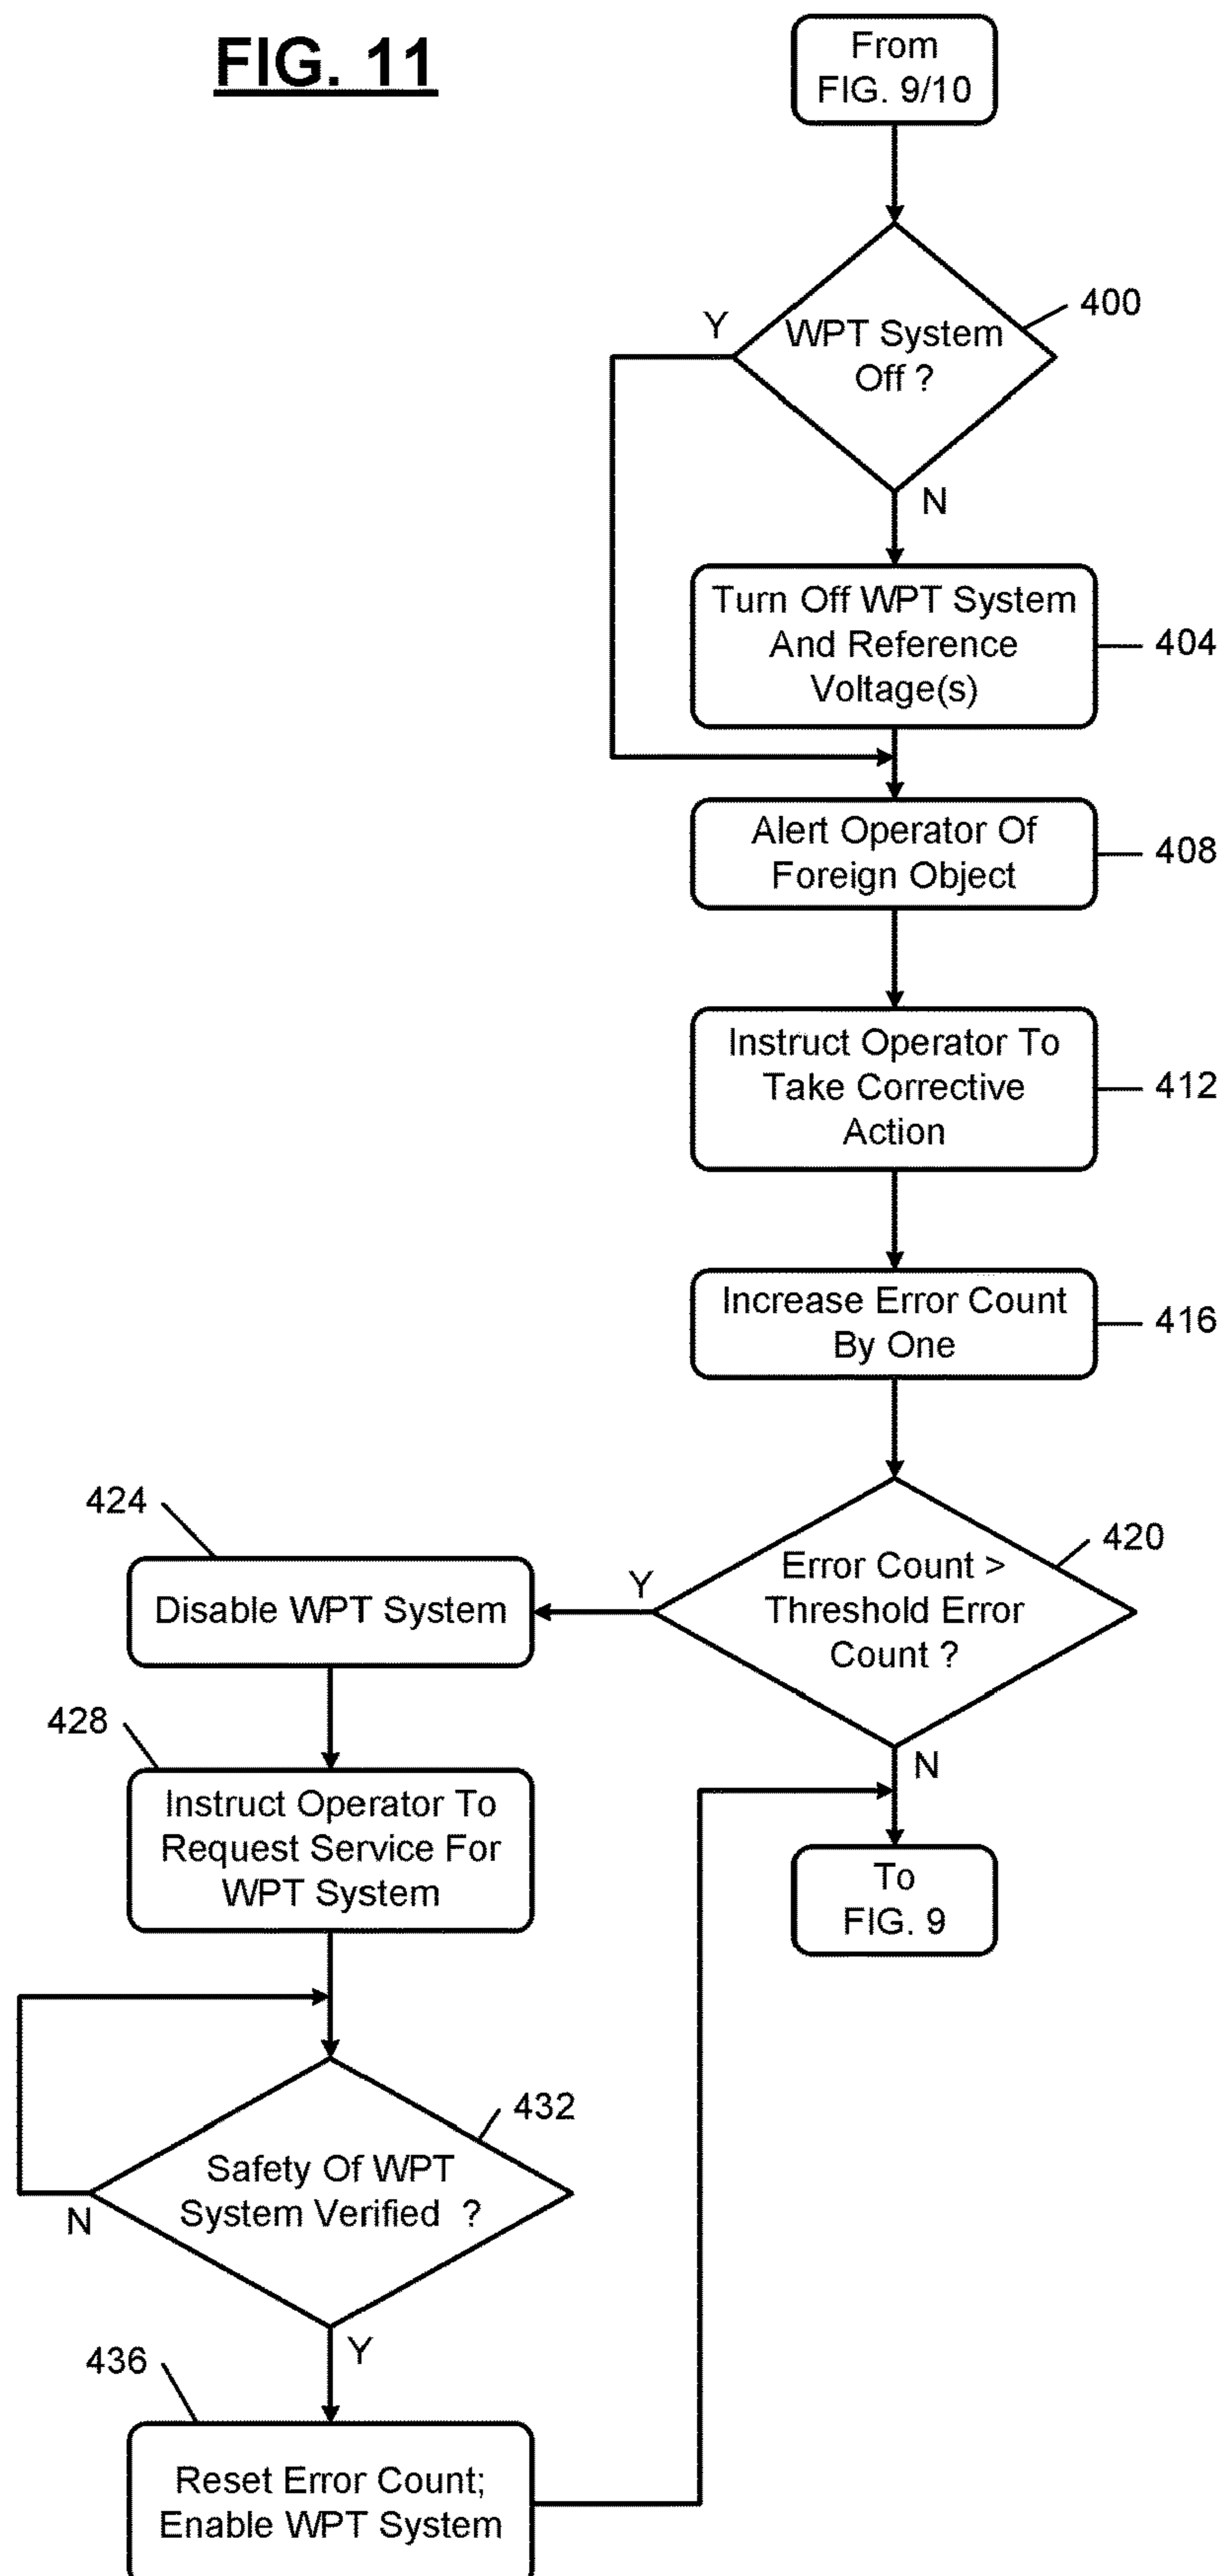 FIG. 11
From
FIG. 9/10
400
Y
WPT System
Off ?
N
Turn Off WPT System
And Reference
Voltage(s)
404
Alert Operator Of
Foreign Object
408
Instruct Operator To
Take Corrective
Action
412
Increase Error Count
By One
416
424
420
Y
Error Count >
Threshold Error
Count ?
Disable WPT System
N
428
Instruct Operator To
Request Service For
WPT System
To
FIG. 9
432
Safety Of WPT
System Verified ?
N
Y
436
Reset Error Count;
Enable WPT System